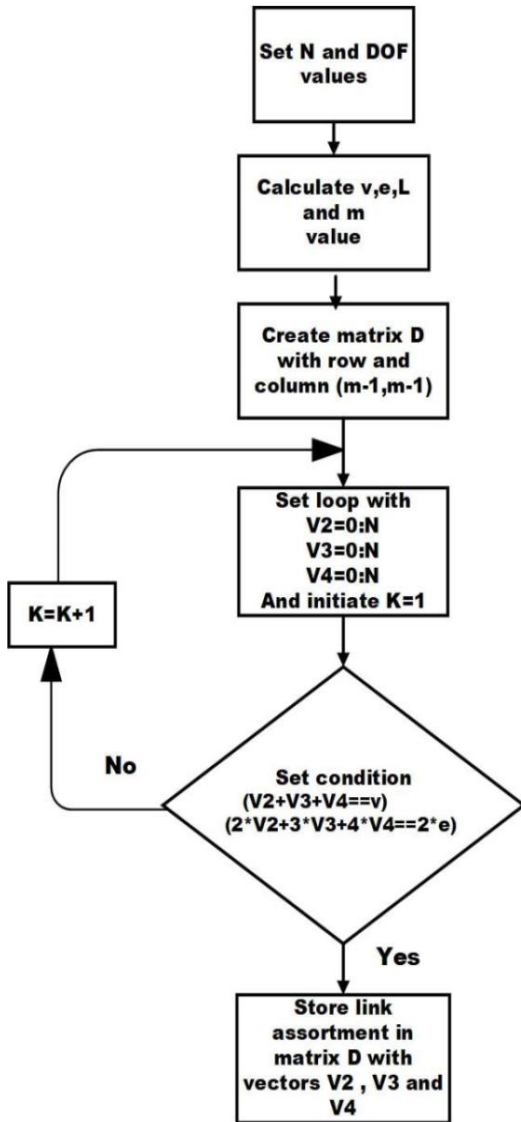 Set N and DOF
values
Calculate v,e,L
and m
value
Create matrix D
with row and
column (m-1,m-1)
Set loop with
V2=0:N
V3=0:N
V4=0:N
And initiate K=1
K=K+1
No
Set condition
(V2+V3+V4==v)
(2*V2+3*V3+4*V4==2*e)
Yes
Store link
assortment in
matrix D with
vectors V2 , V3 and
V4